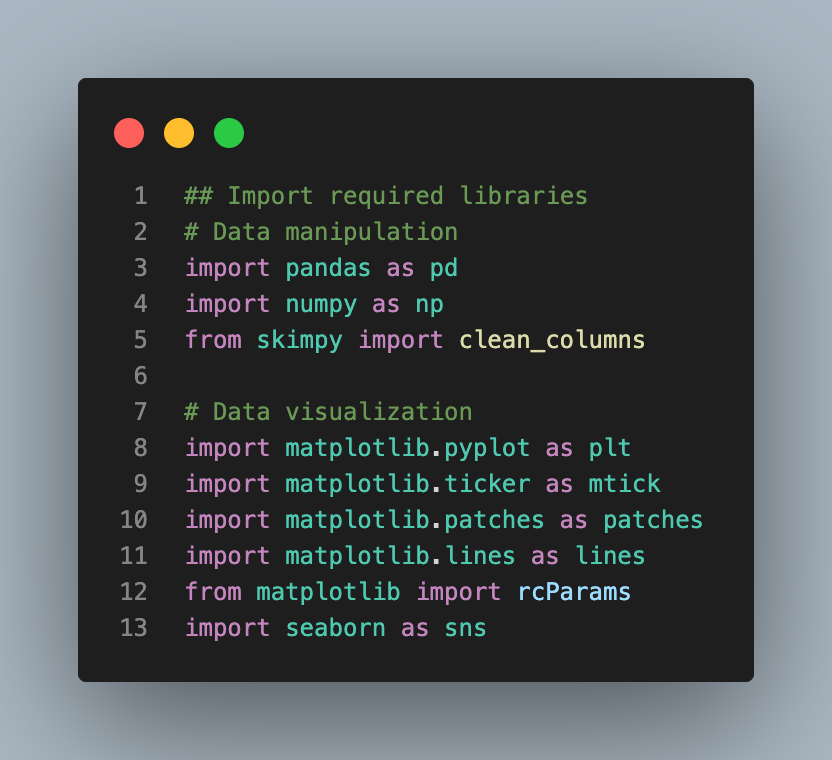 1 ## Import required libraries
2 # Data manipulation
3 import pandas as pd
4 import numpy as np
5 from skimpy import clean_columns
6
7 # Data visualization
8 import matplotlib.pyplot as plt
9 import matplotlib.ticker as mtick
10 import matplotlib.patches as patches
11 import matplotlib.lines as lines
12 from matplotlib import rcParams
13 import seaborn as sns